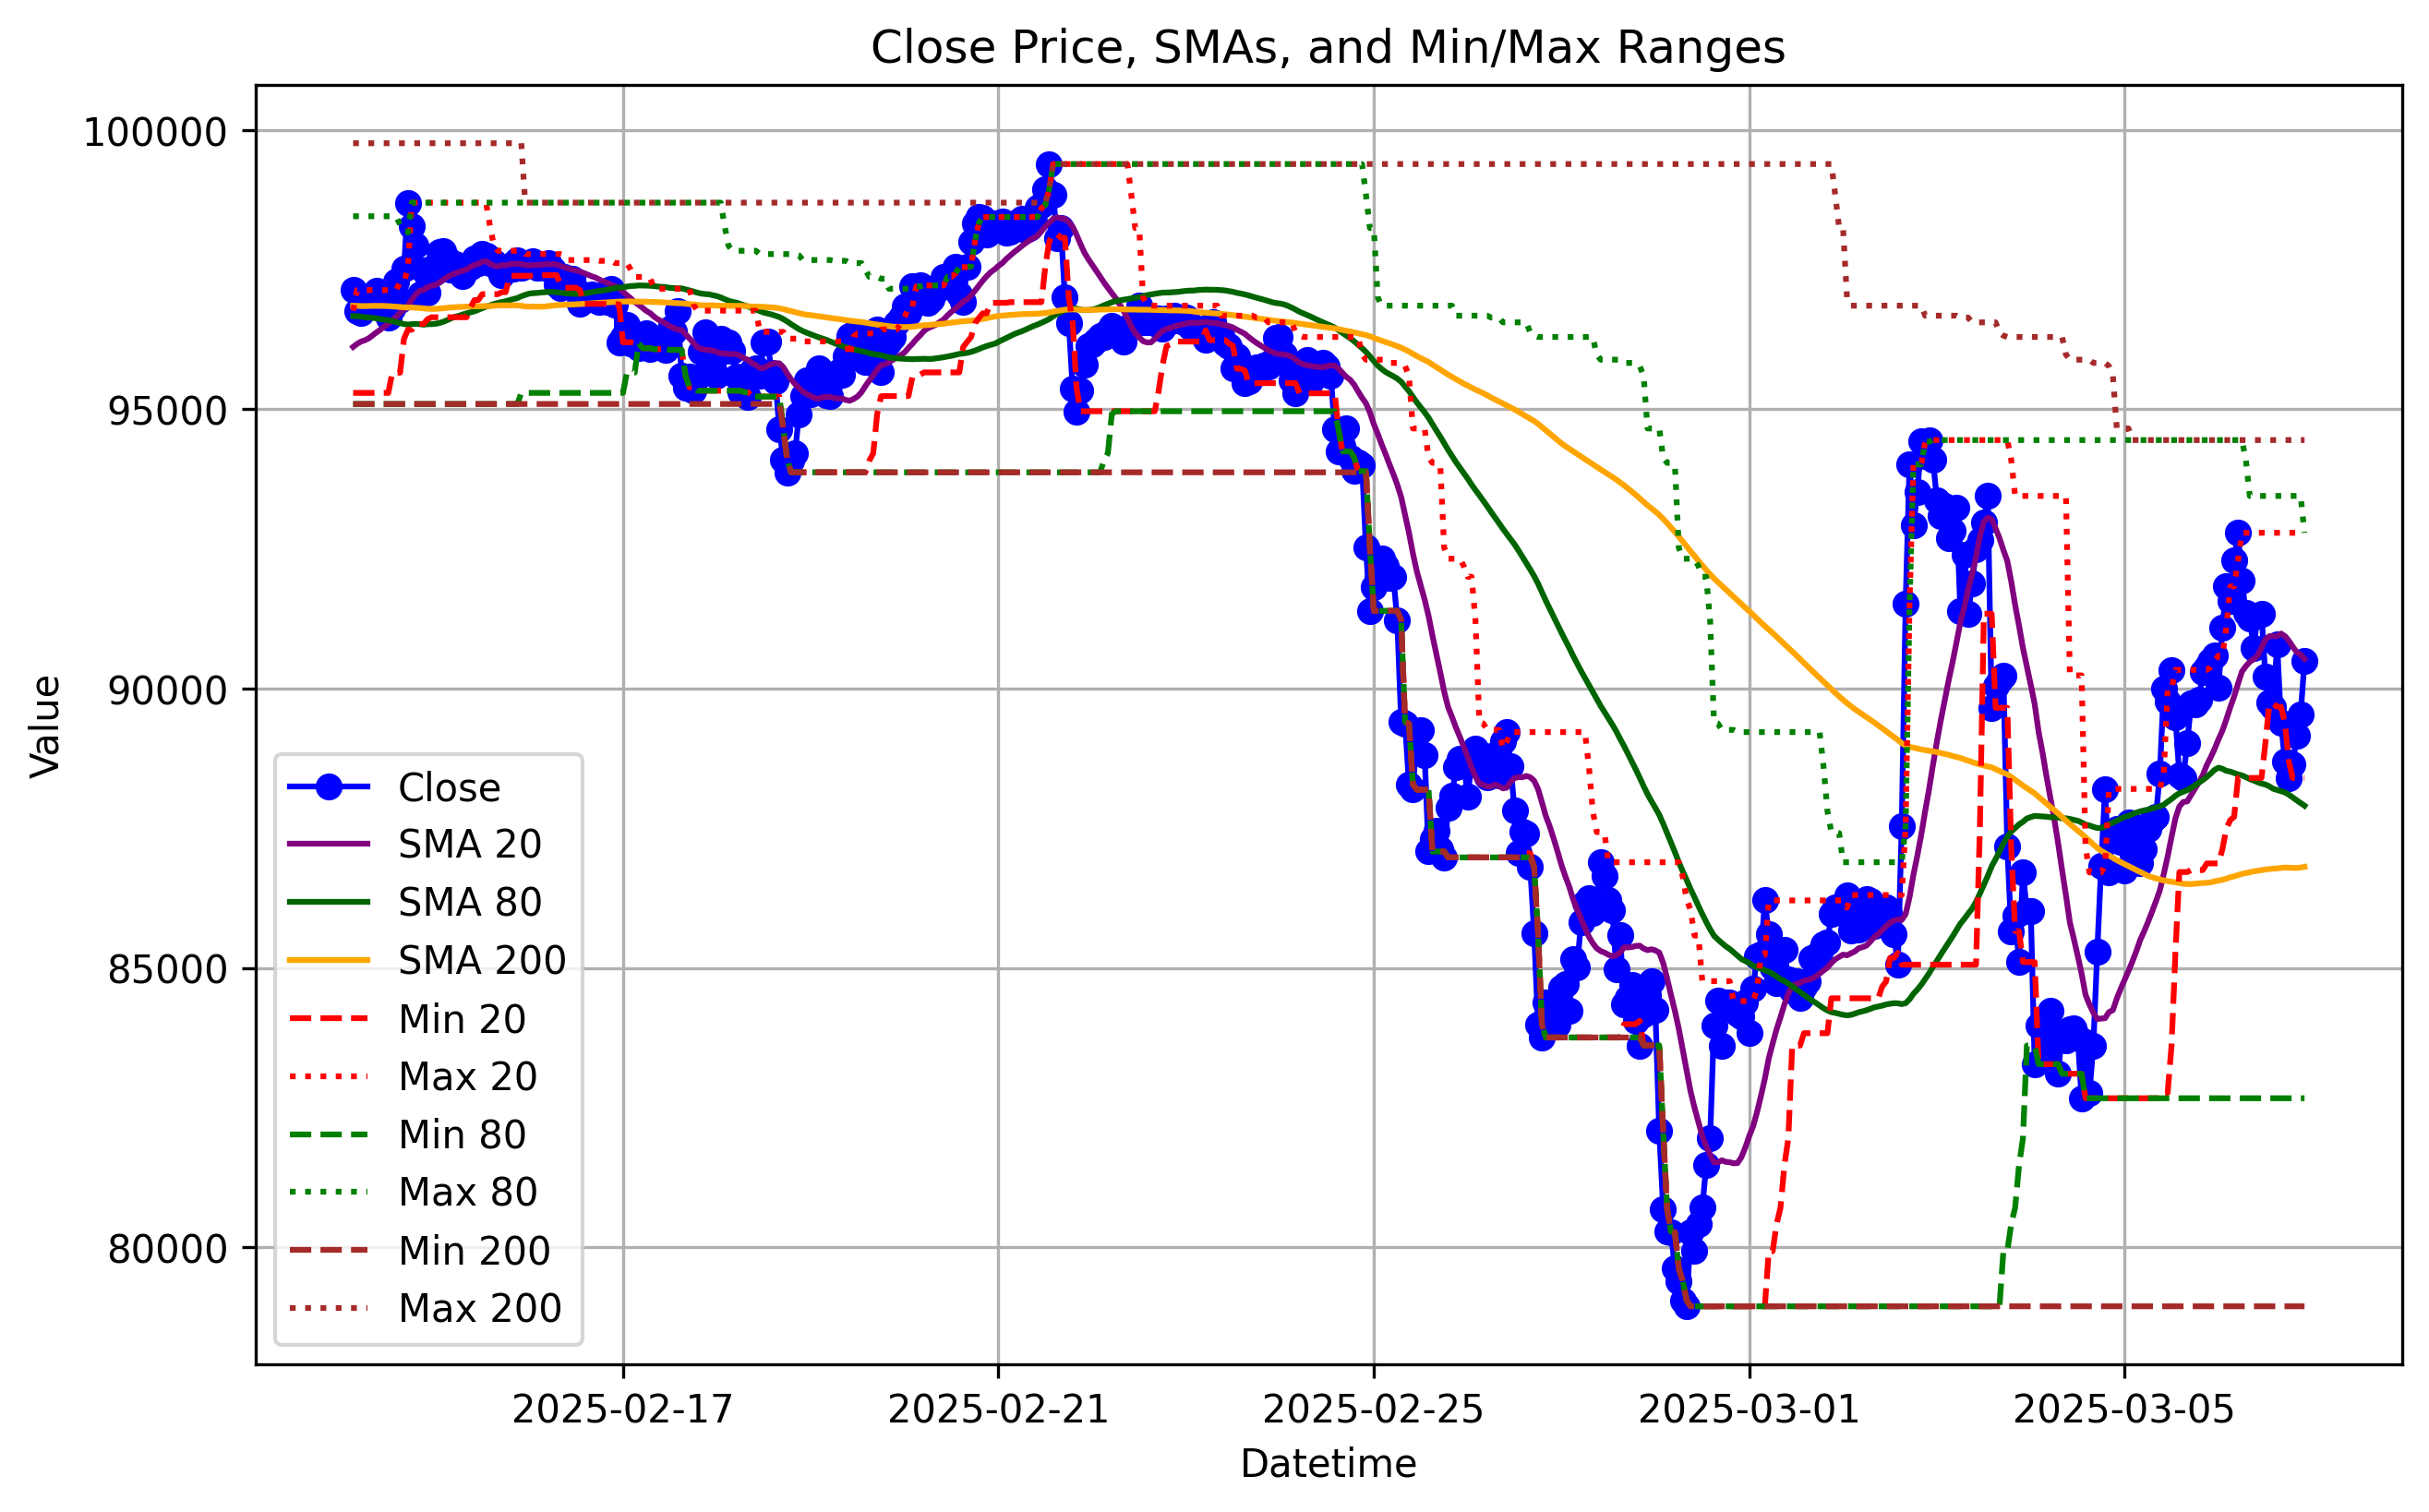 Close Price, SMAs, and Min/Max Ranges
100000
95000
90000
85000
80000
Value
Close
SMA 20
SMA 80
SMA 200
Min 20
Max 20
Min 80
Max 80
Min 200
Max 200
2025-02-17
2025-02-21
2025-02-25
2025-03-01
2025-03-05
Datetime